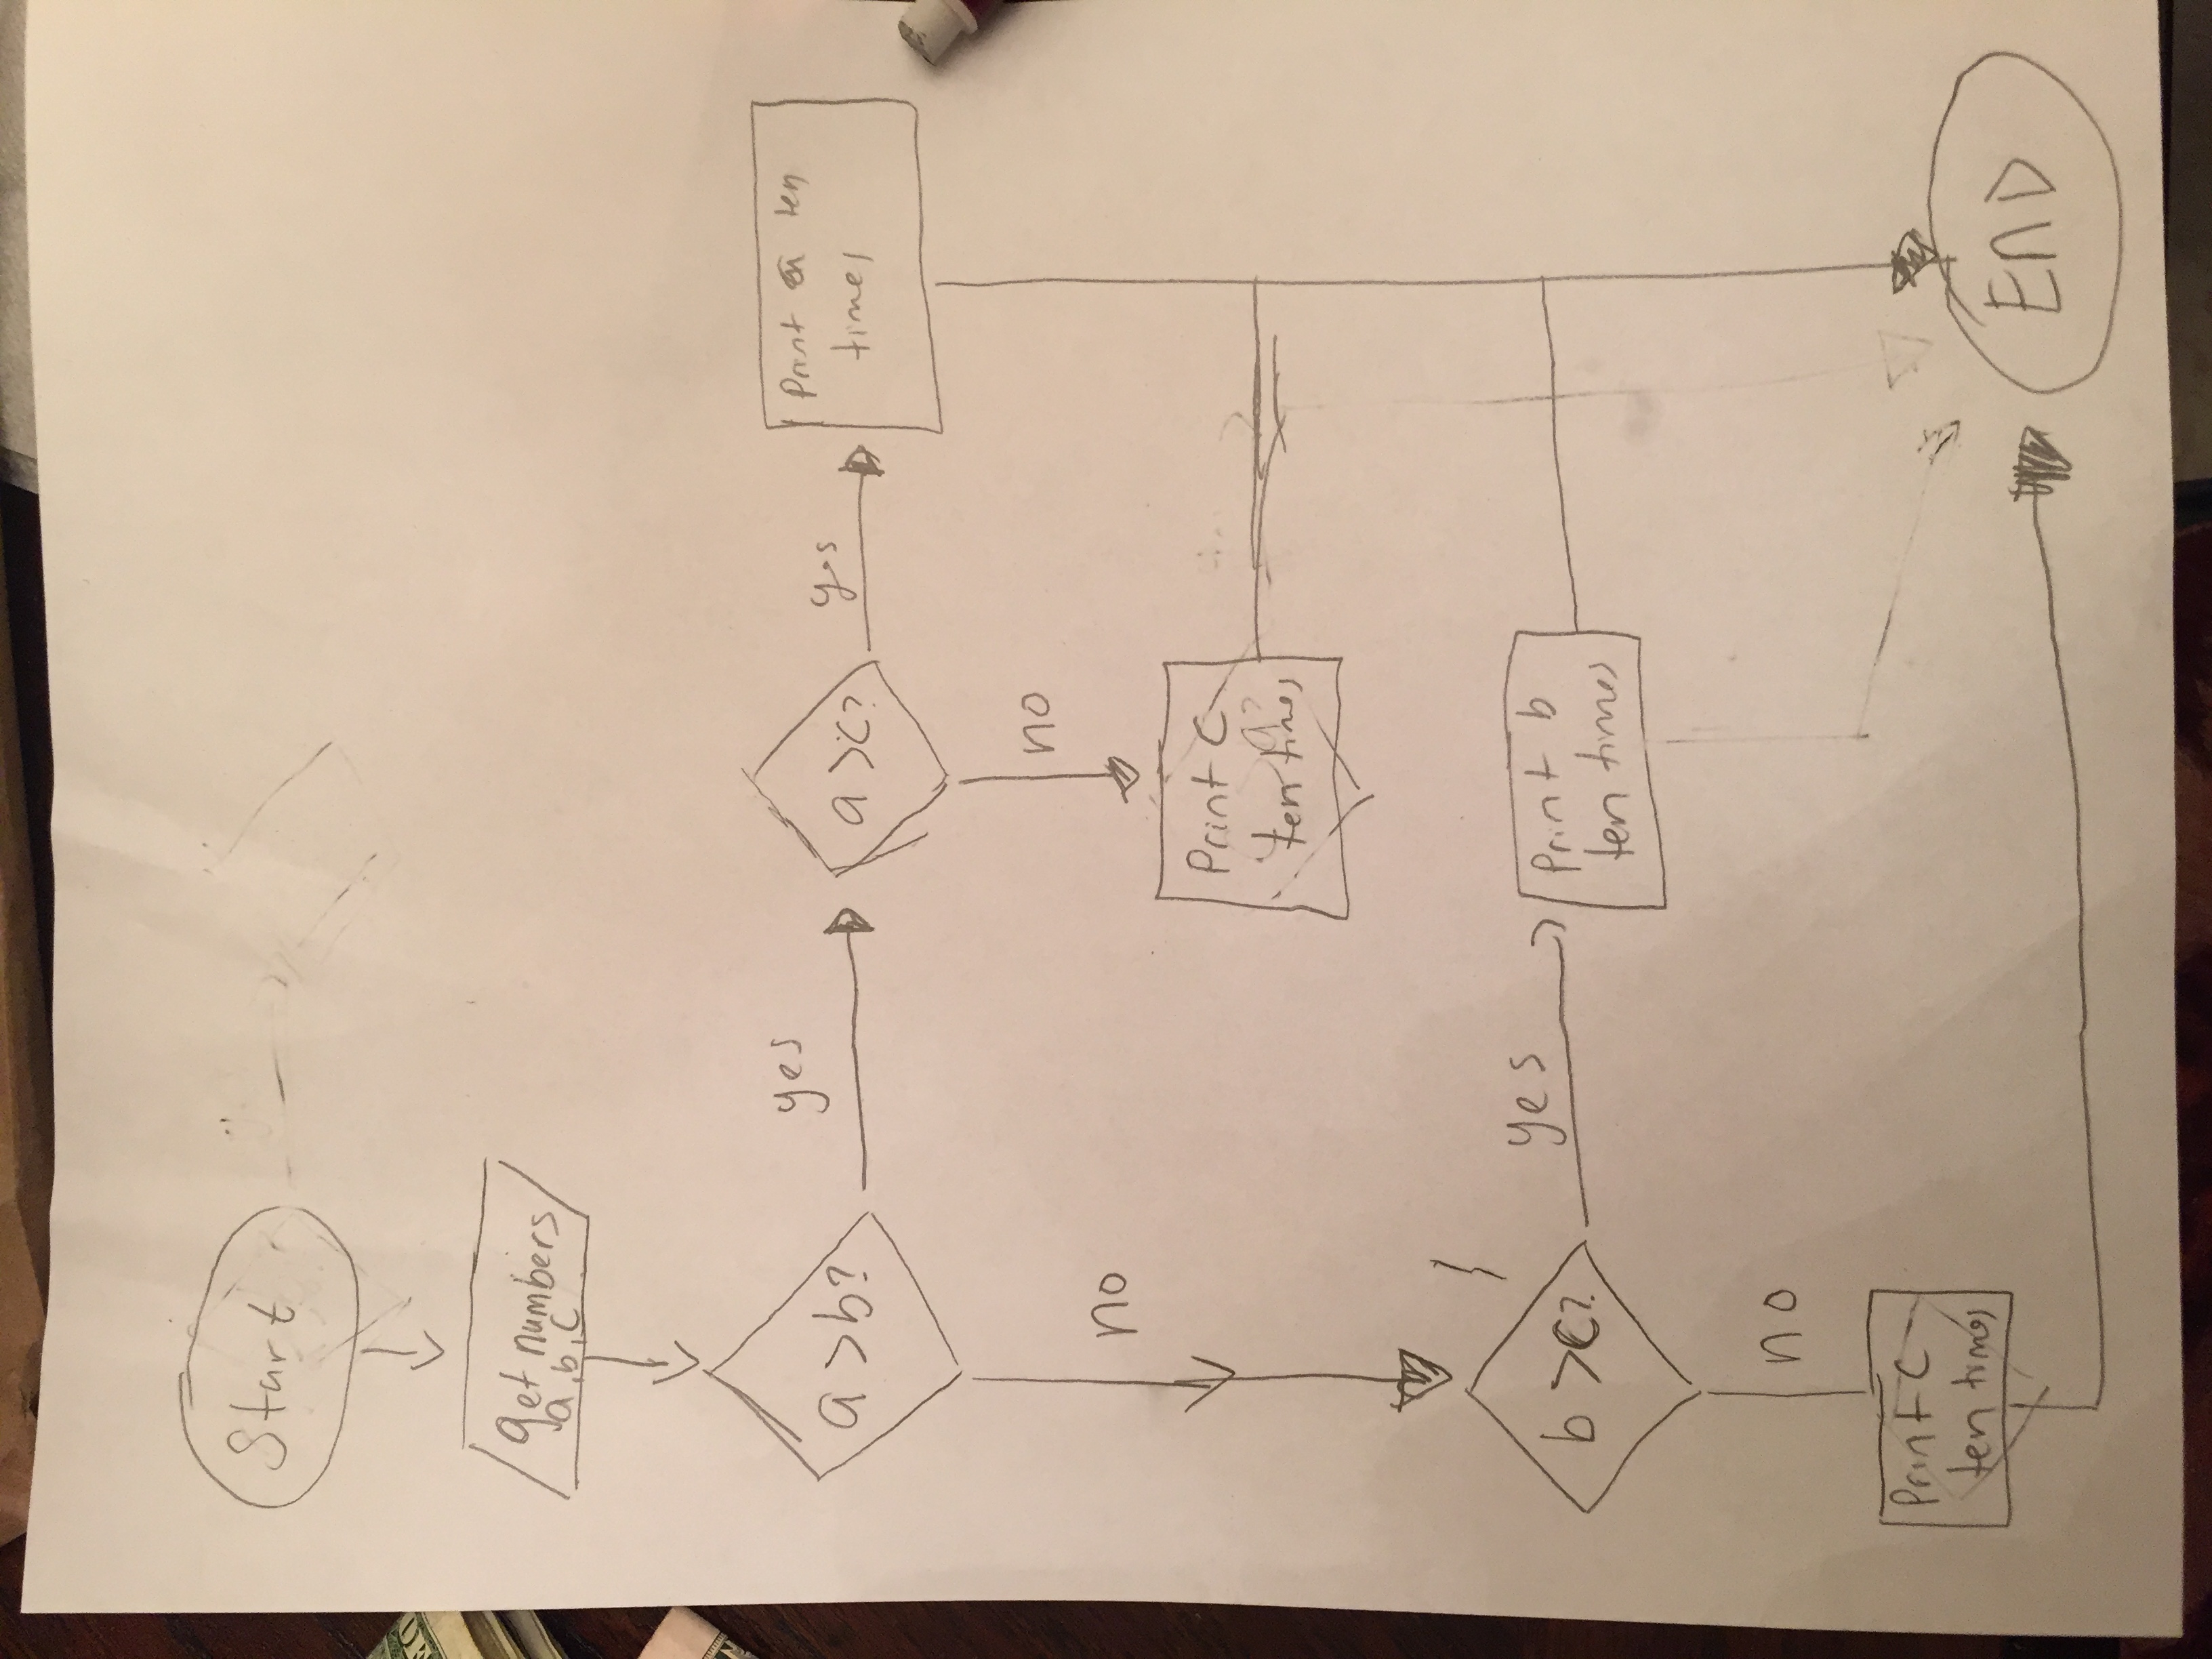 Start
get numbers
a, b, c
a > b?
yes
a > c?
yes
Print a ten
times
no
no
Print C
ten times
b > c?
yes
Print b
ten times
no
Print C
ten times
END